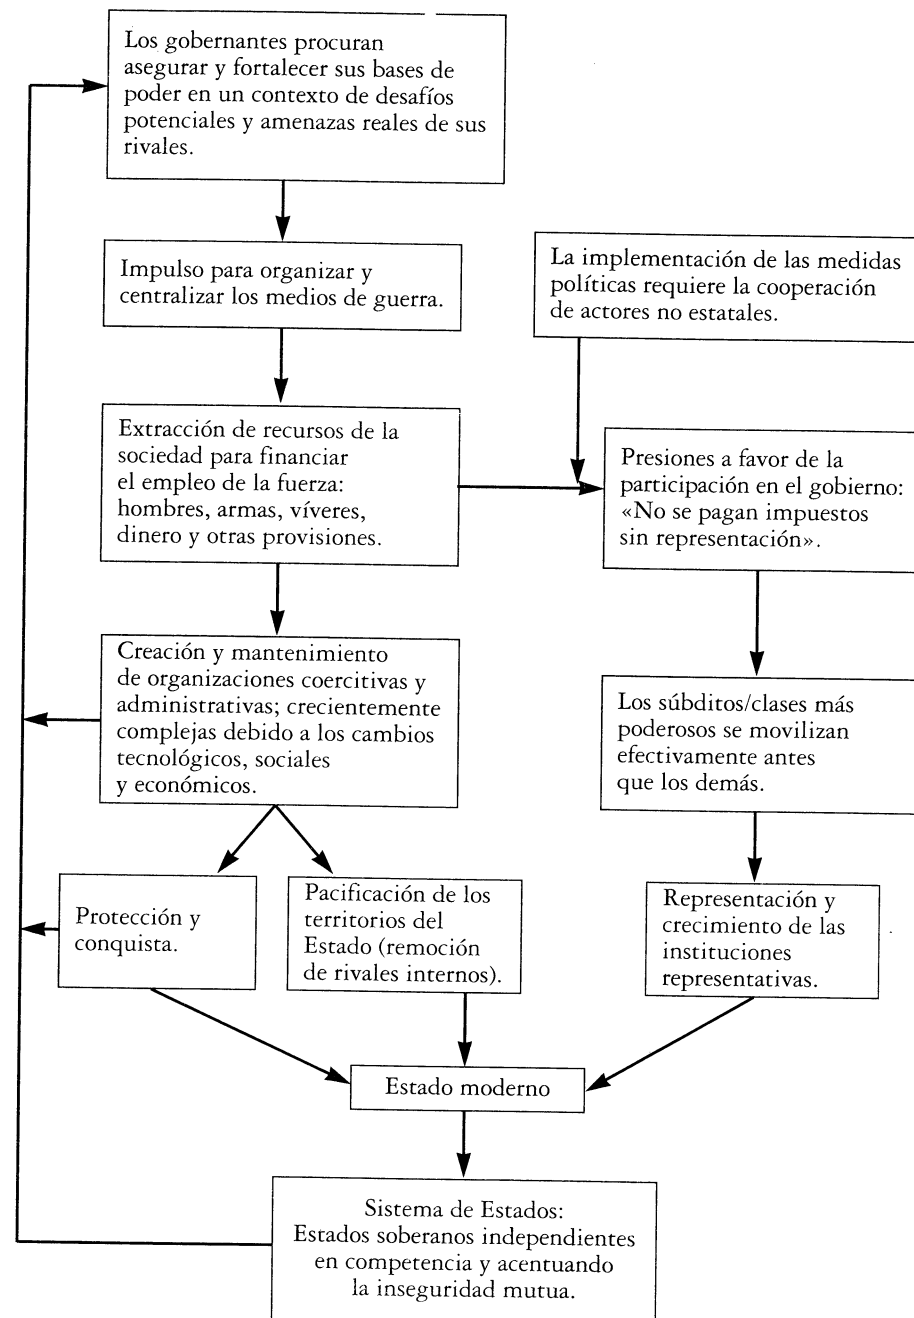 Los gobernantes procuran
asegurar y fortalecer sus bases de
poder en un contexto de desafíos
potenciales y amenazas reales de sus
rivales.
Impulso para organizar y
centralizar los medios de guerra.
La implementación de las medidas
políticas requiere la cooperación
de actores no estatales.
Extracción de recursos de la
sociedad para financiar
el empleo de la fuerza:
hombres, armas, víveres,
dinero y otras provisiones.
Presiones a favor de la
participación en el gobierno:
«No se pagan impuestos
sin representación».
Creación y mantenimiento
de organizaciones coercitivas y
administrativas; crecientemente
complejas debido a los cambios
tecnológicos, sociales
y económicos.
Los súbditos/clases más
poderosos se movilizan
efectivamente antes
que los demás.
Protección y
conquista.
Pacificación de los
territorios del
Estado (remoción
de rivales internos).
Representación y
crecimiento de las
instituciones
representativas.
Estado moderno
Sistema de Estados:
Estados soberanos independientes
en competencia y acentuando
la inseguridad mutua.